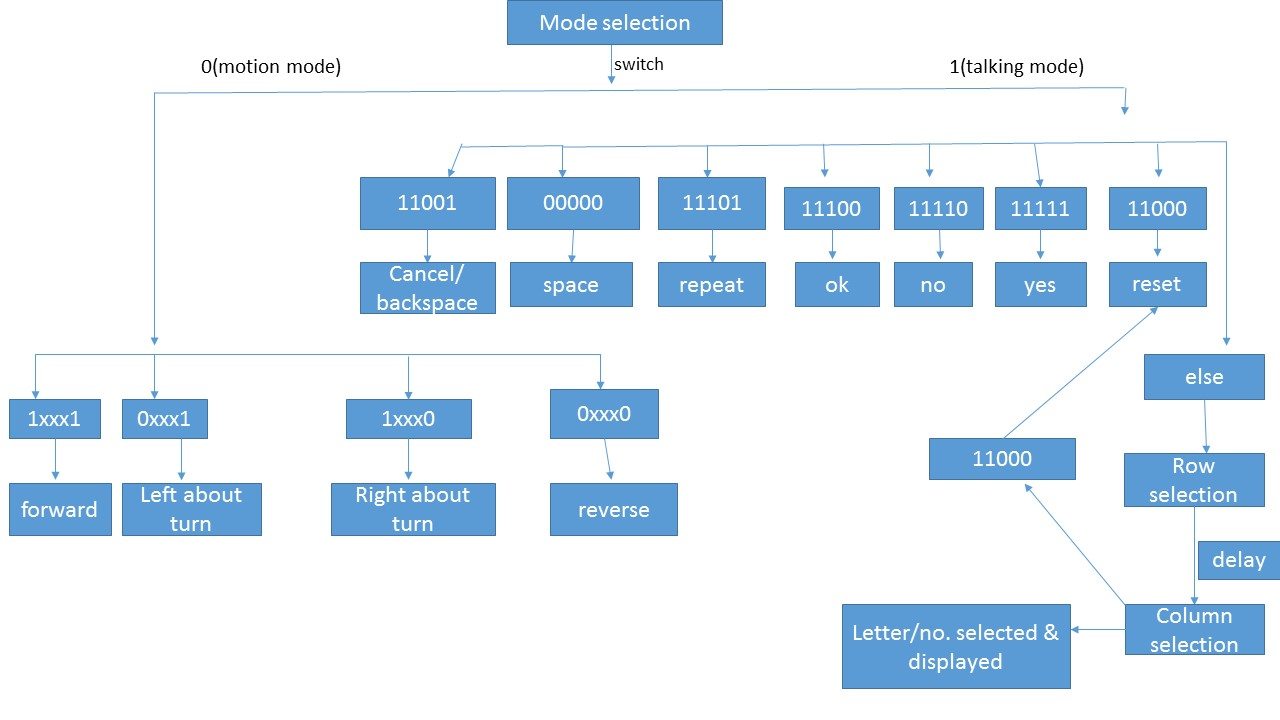 Mode selection
switch
0(motion mode)
1(talking mode)
11001
00000
11101
11100
11110
11111
11000
Cancel/
backspace
space
repeat
ok
no
yes
reset
else
1xxx1
0xxx1
1xxx0
0xxx0
11000
Row
selection
forward
Left about
turn
Right about
turn
reverse
delay
Column
selection
Letter/no. selected &
displayed